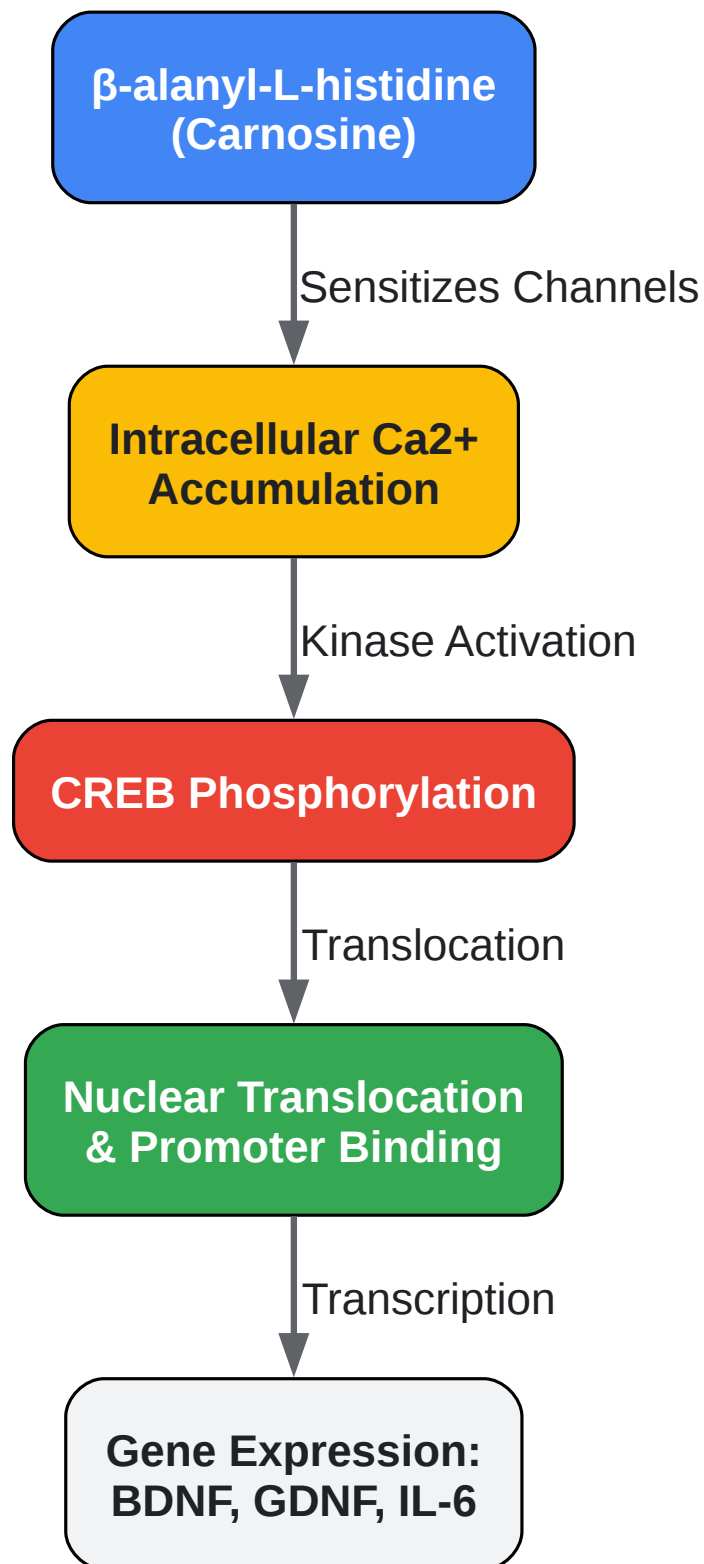 β-alanyl-L-histidine
(Carnosine)
Sensitizes Channels
Intracellular Ca2+
Accumulation
Kinase Activation
CREB Phosphorylation
Translocation
Nuclear Translocation
& Promoter Binding
Transcription
Gene Expression:
BDNF, GDNF, IL-6